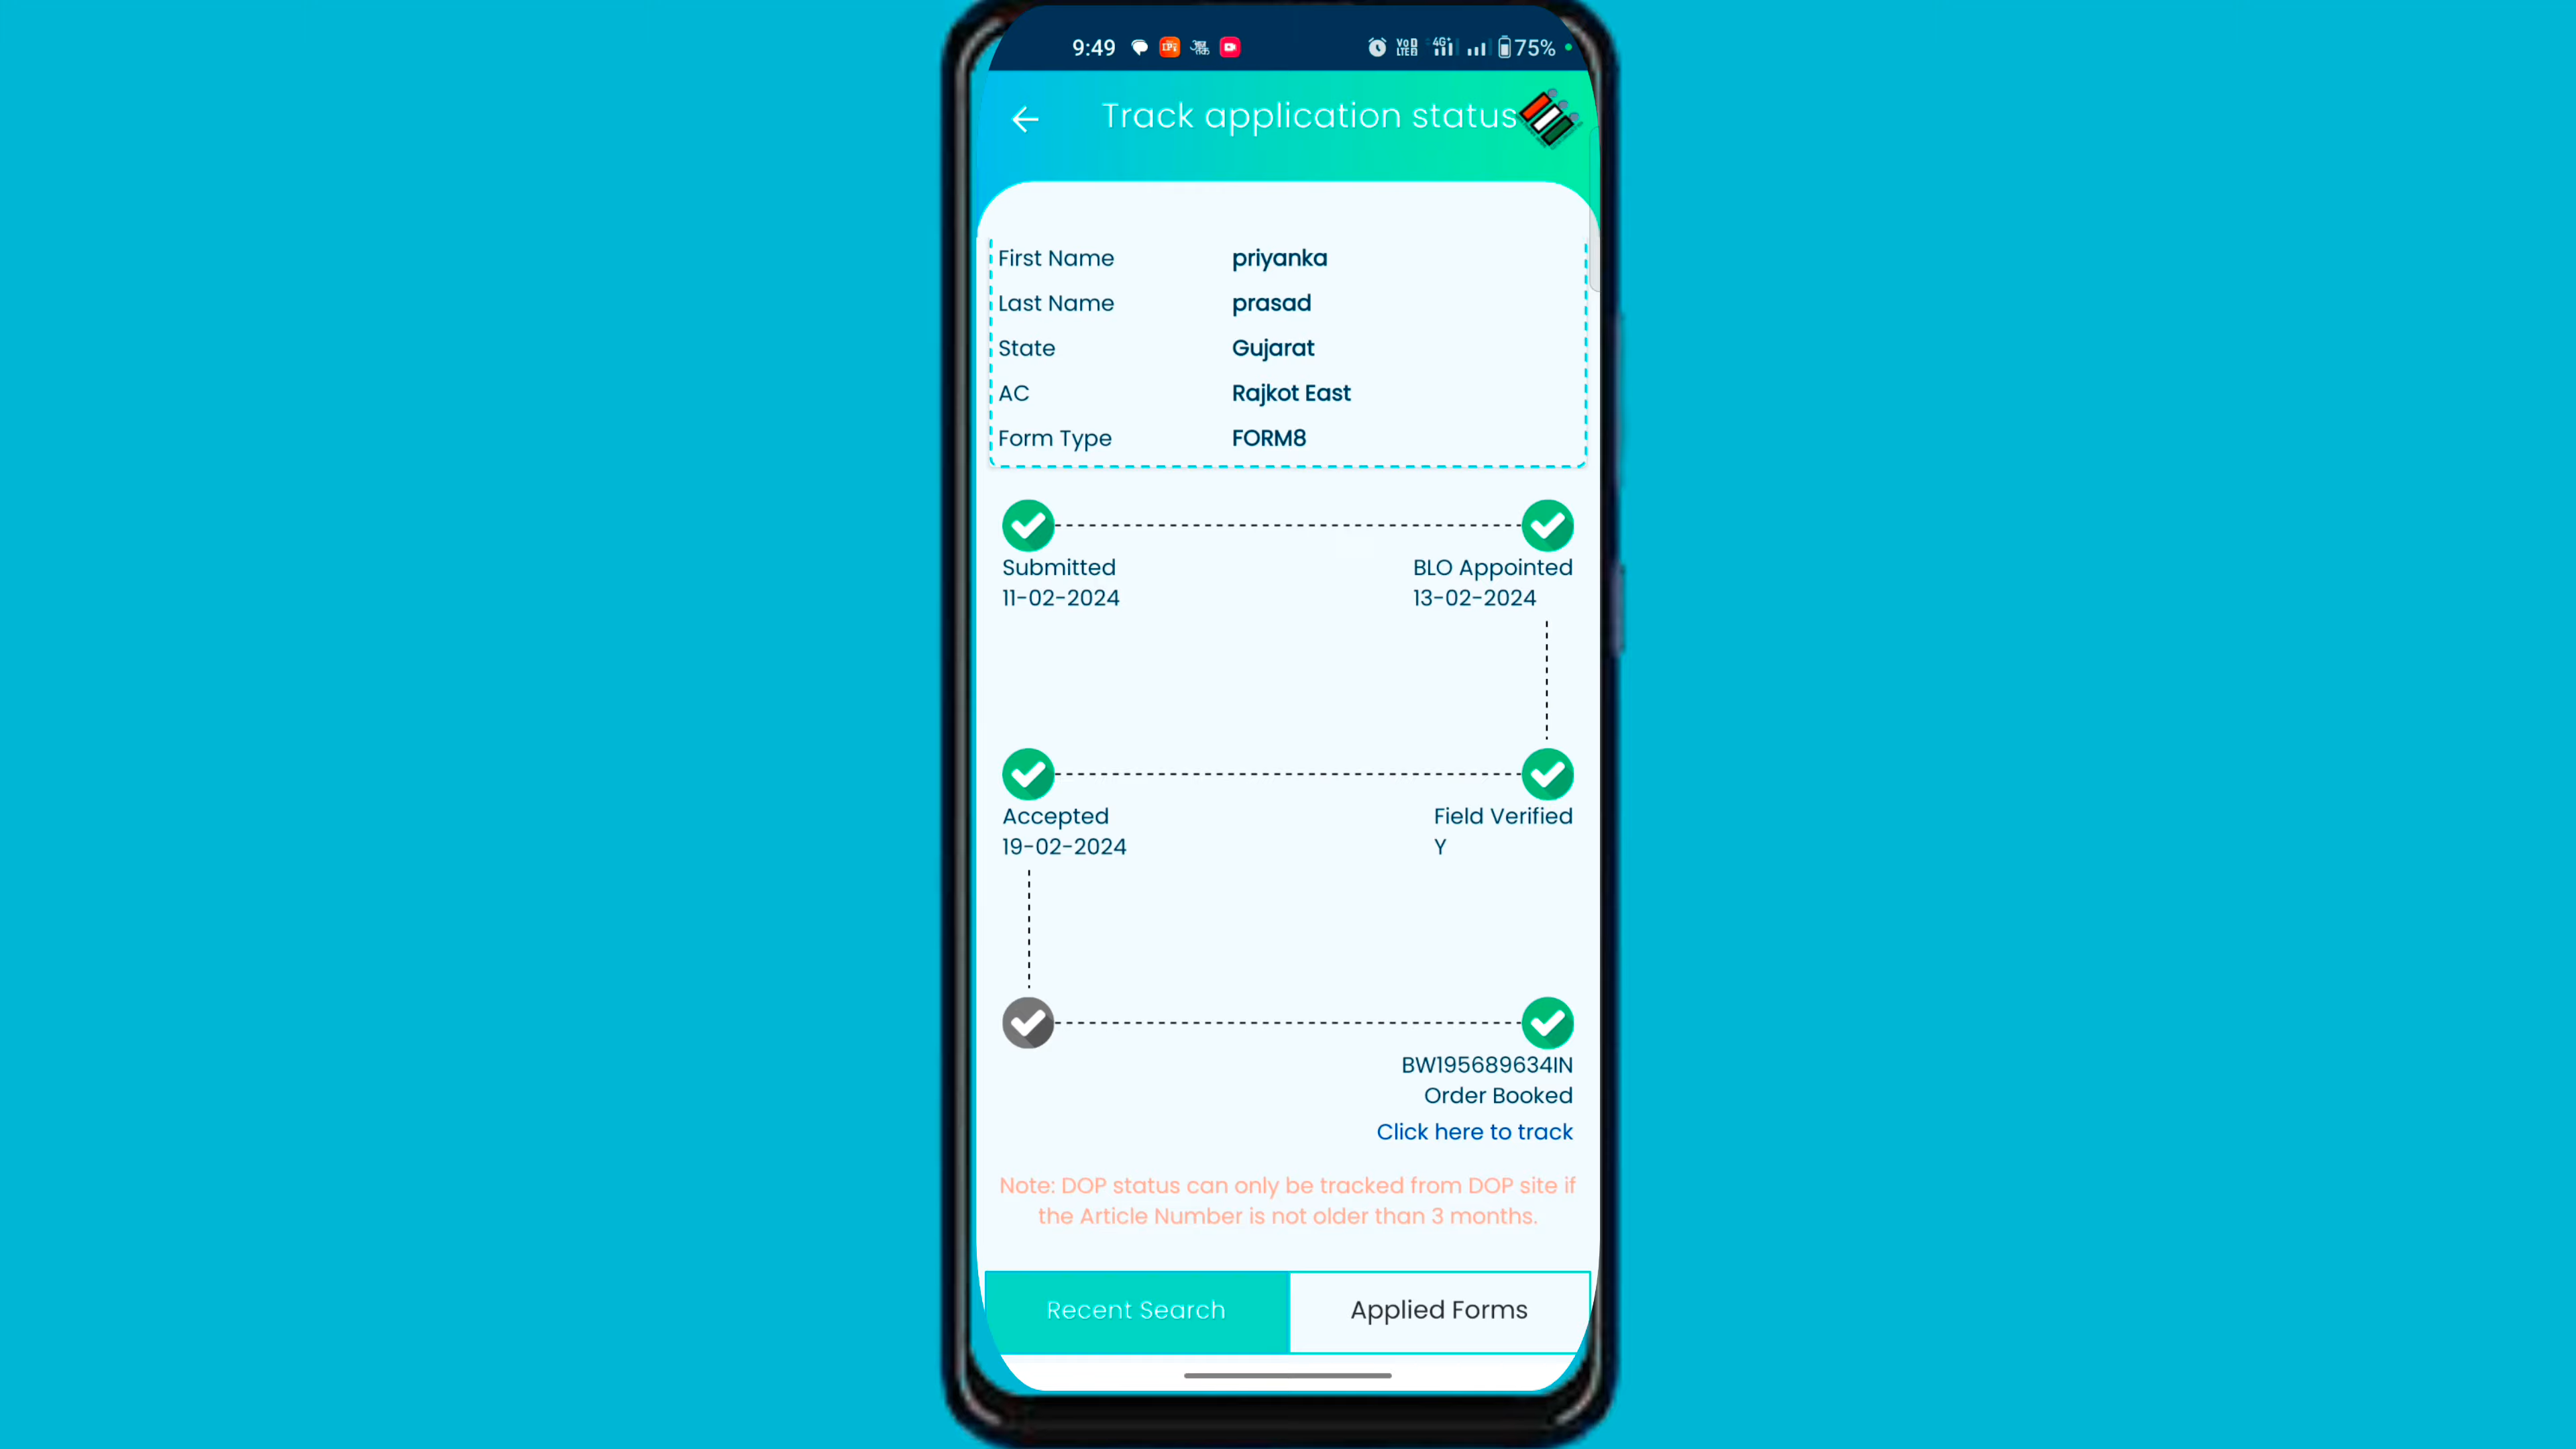 9:49
75%
Track application status
First Name priyanka
Last Name prasad
State Gujarat
AC Rajkot East
Form Type FORM8
Submitted BLO Appointed
11-02-2024 13-02-2024
Accepted Field Verified
19-02-2024 Y
BW195689634IN
Order Booked
Click here to track
Note: DOP status can only be tracked from DOP site if
the Article Number is not older than 3 months.
Recent Search Applied Forms